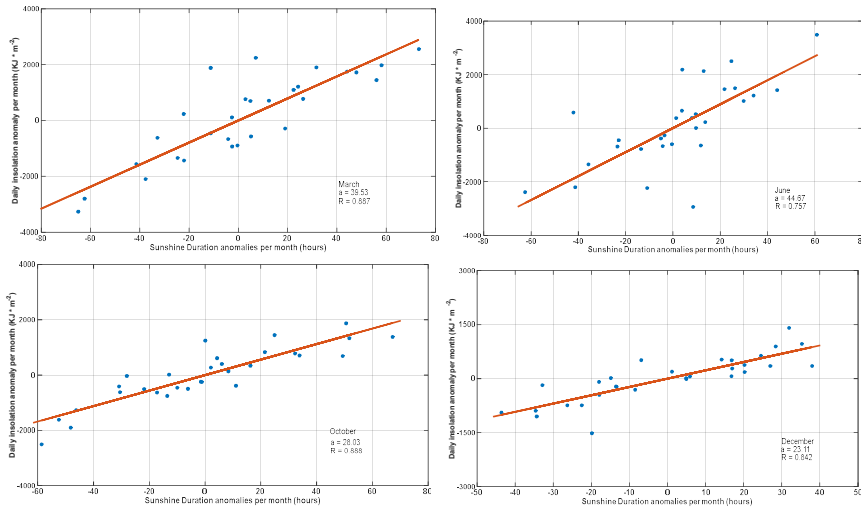 4000
2000
0
-2000
-4000
-80
-60
-40
-20
0
20
40
60
80
Daily insolation anomaly per month (KJ * m -2)
Sunshine Duration anomalies per month (hours)
March
a = 39.53
R = 0.887
4000
2000
0
-2000
-4000
-80
-60
-40
-20
0
20
40
60
80
Daily insolation anomaly per month (KJ * m -2)
Sunshine Duration anomalies per month (hours)
June
a = 44.67
R = 0.757
4000
2000
0
-2000
-4000
-60
-40
-20
0
20
40
60
80
Daily insolation anomaly per month (KJ * m -2)
Sunshine Duration anomalies per month (hours)
October
a = 28.03
R = 0.888
3000
1500
0
-1500
-3000
-50
-40
-30
-20
-10
0
10
20
30
40
50
Daily insolation anomaly per month (KJ * m -2)
Sunshine Duration anomalies per month (hours)
December
a = 23.11
R = 0.842